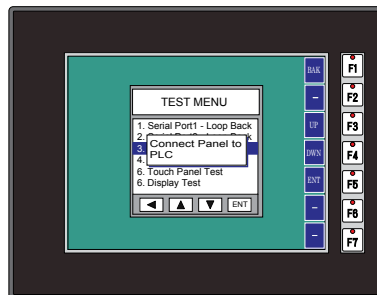 TEST MENU
1. Serial Port1 - Loop Back
2.
3.
Connect Panel to
PLC
4.
6. Touch Panel Test
6. Display Test
ENT
BAK
–
UP
DWN
ENT
–
–
F1
F2
F3
F4
F5
F6
F7